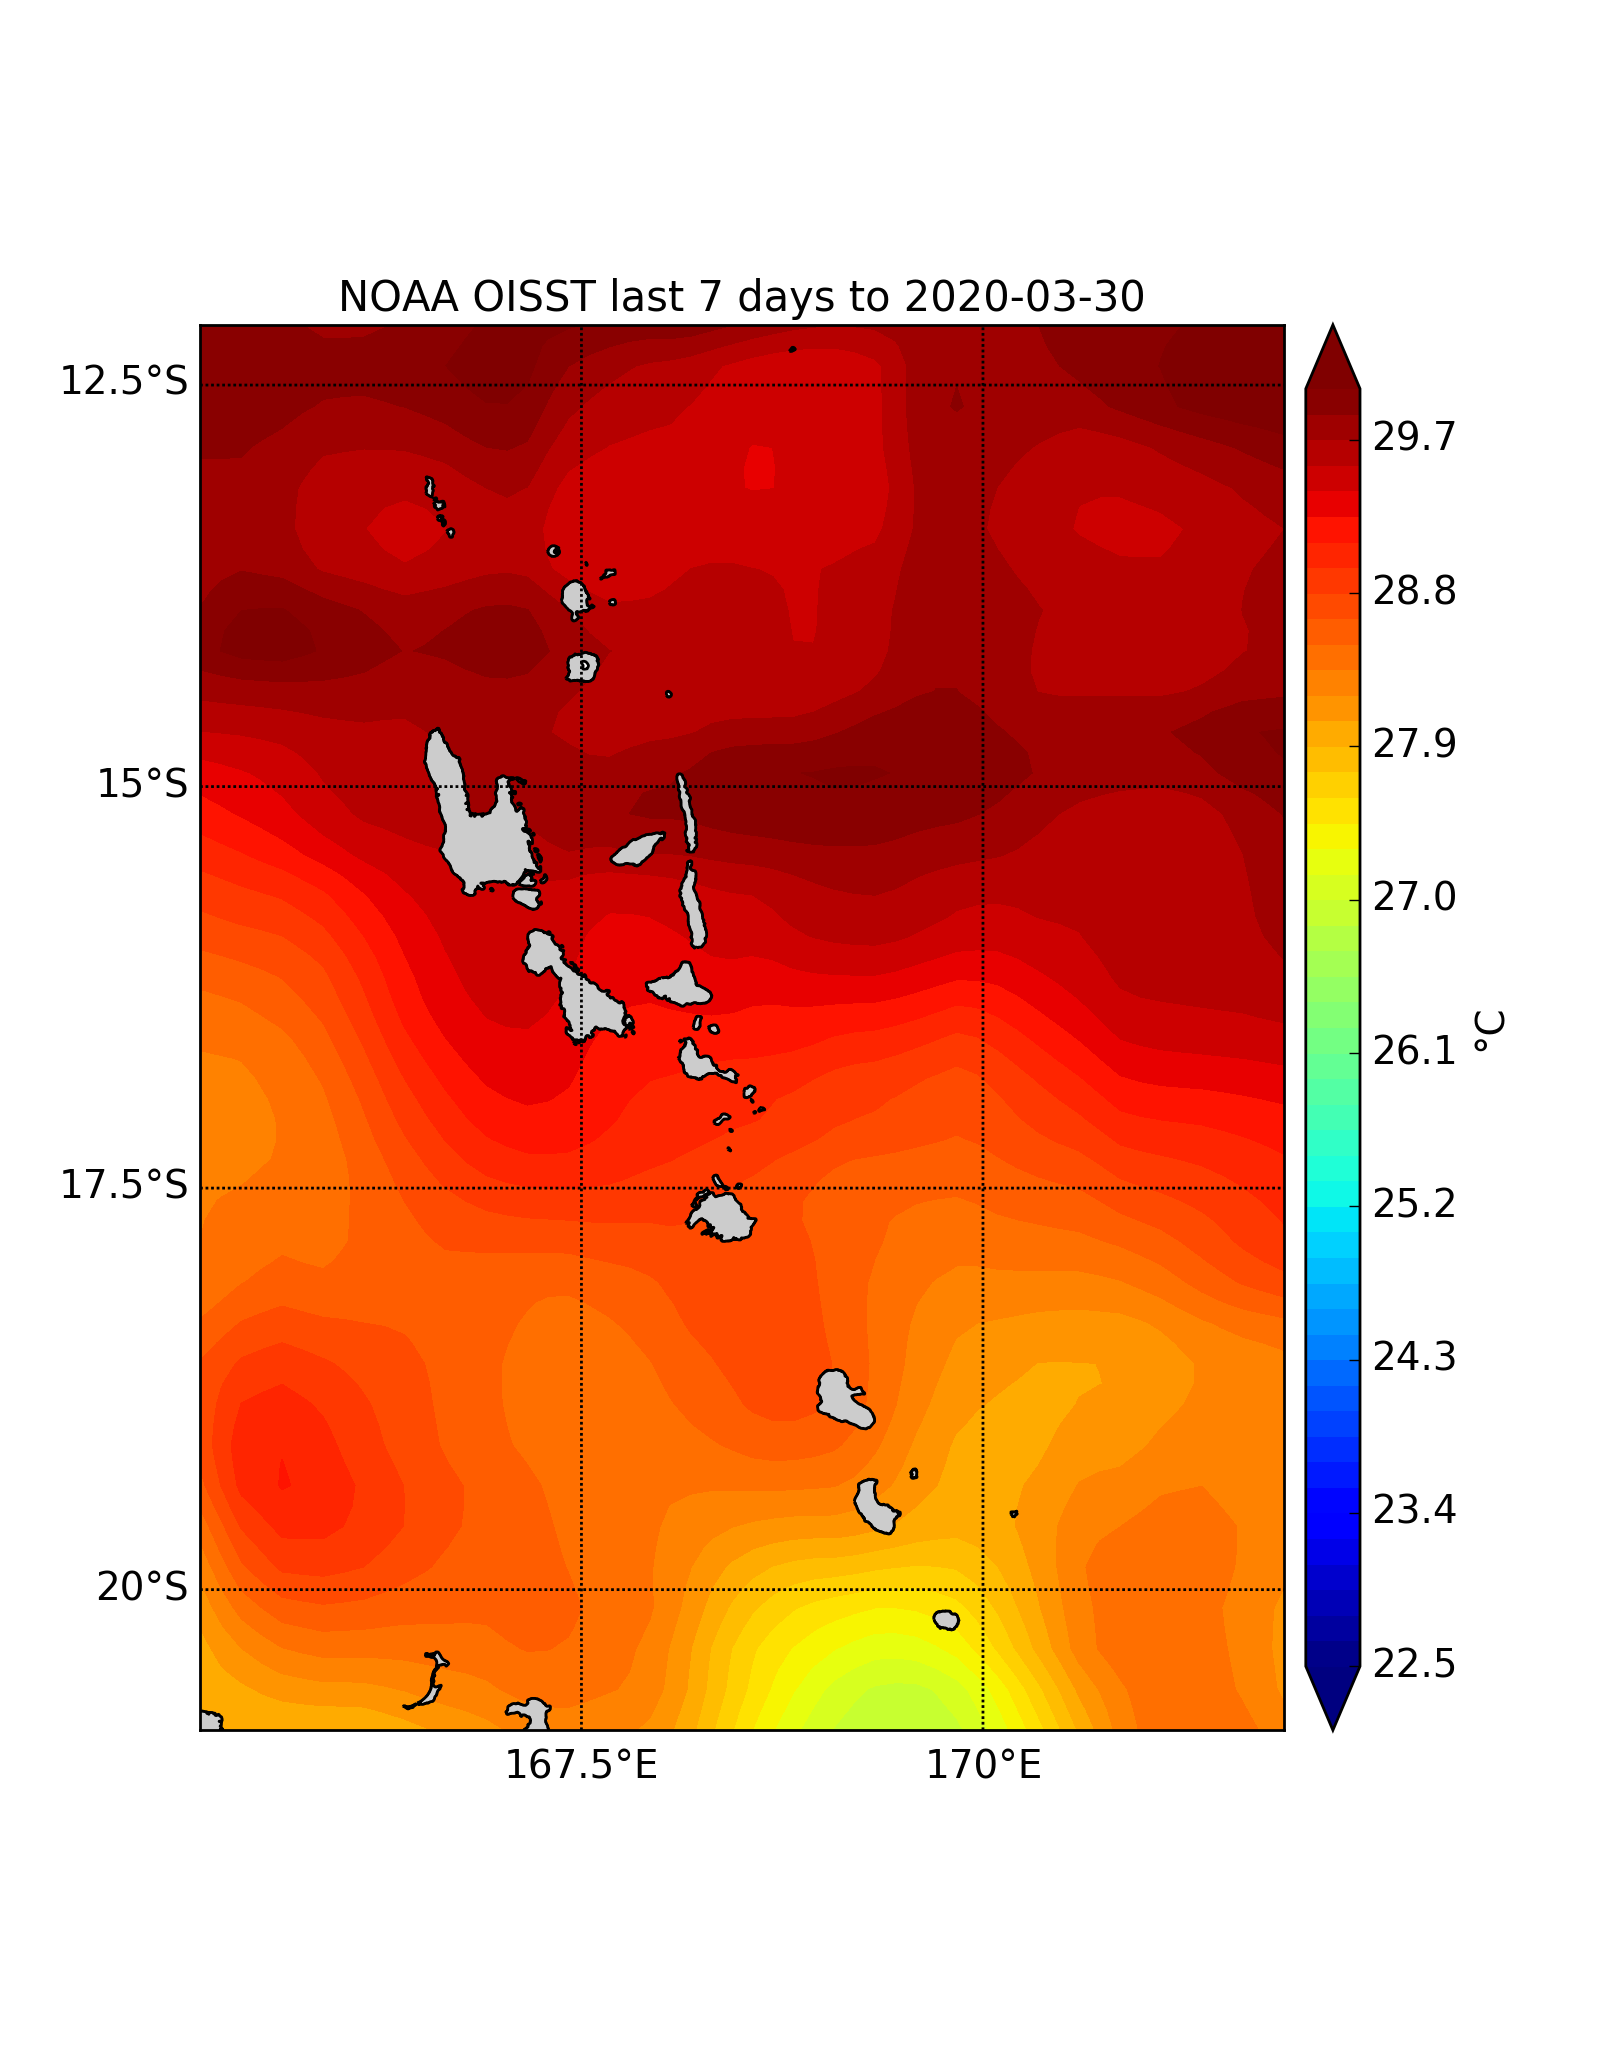 NOAA OISST last 7 days to 2020-03-30
12.5°S
15°S
17.5°S
20°S
167.5°E
170°E
29.7
28.8
27.9
27.0
26.1
25.2
24.3
23.4
22.5
°C